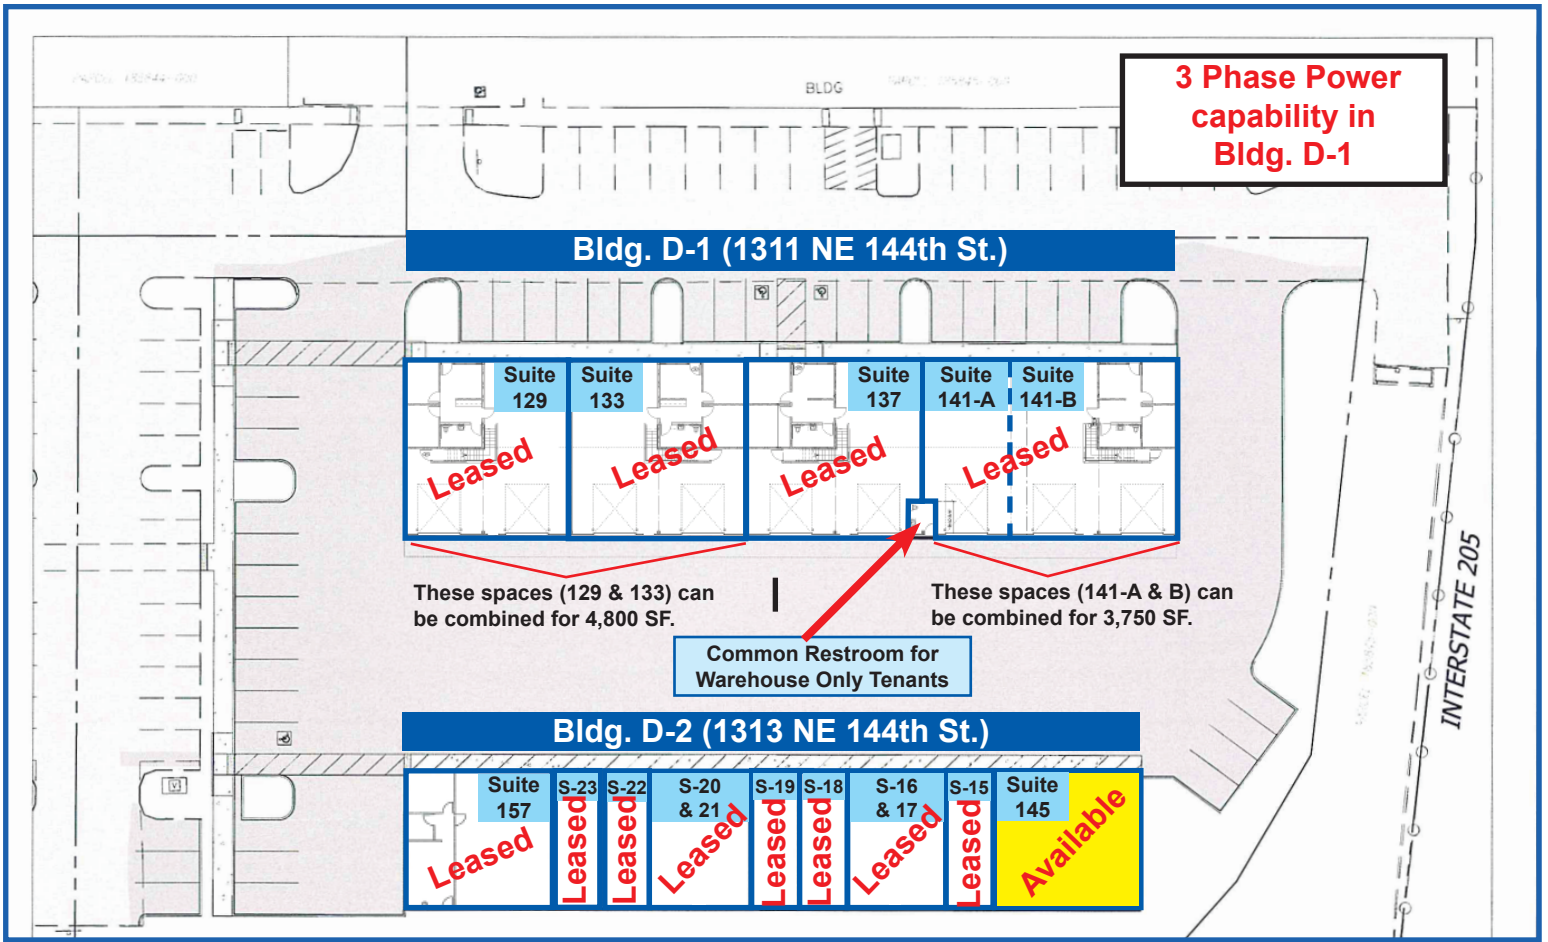 BLDG
3 Phase Power
capability in
Bldg. D-1
Bldg. D-1 (1311 NE 144th St.)
Suite
129
Suite
133
Suite
137
Suite
141-A
Suite
141-B
Leased
Leased
Leased
Leased
These spaces (129 & 133) can
be combined for 4,800 SF.
These spaces (141-A & B) can
be combined for 3,750 SF.
Common Restroom for
Warehouse Only Tenants
INTERSTATE 205
Bldg. D-2 (1313 NE 144th St.)
Suite
157
S-23
S-22
S-20
& 21
S-19
S-18
S-16
& 17
S-15
Suite
145
Leased
Leased
Leased
Leased
Leased
Leased
Leased
Leased
Available